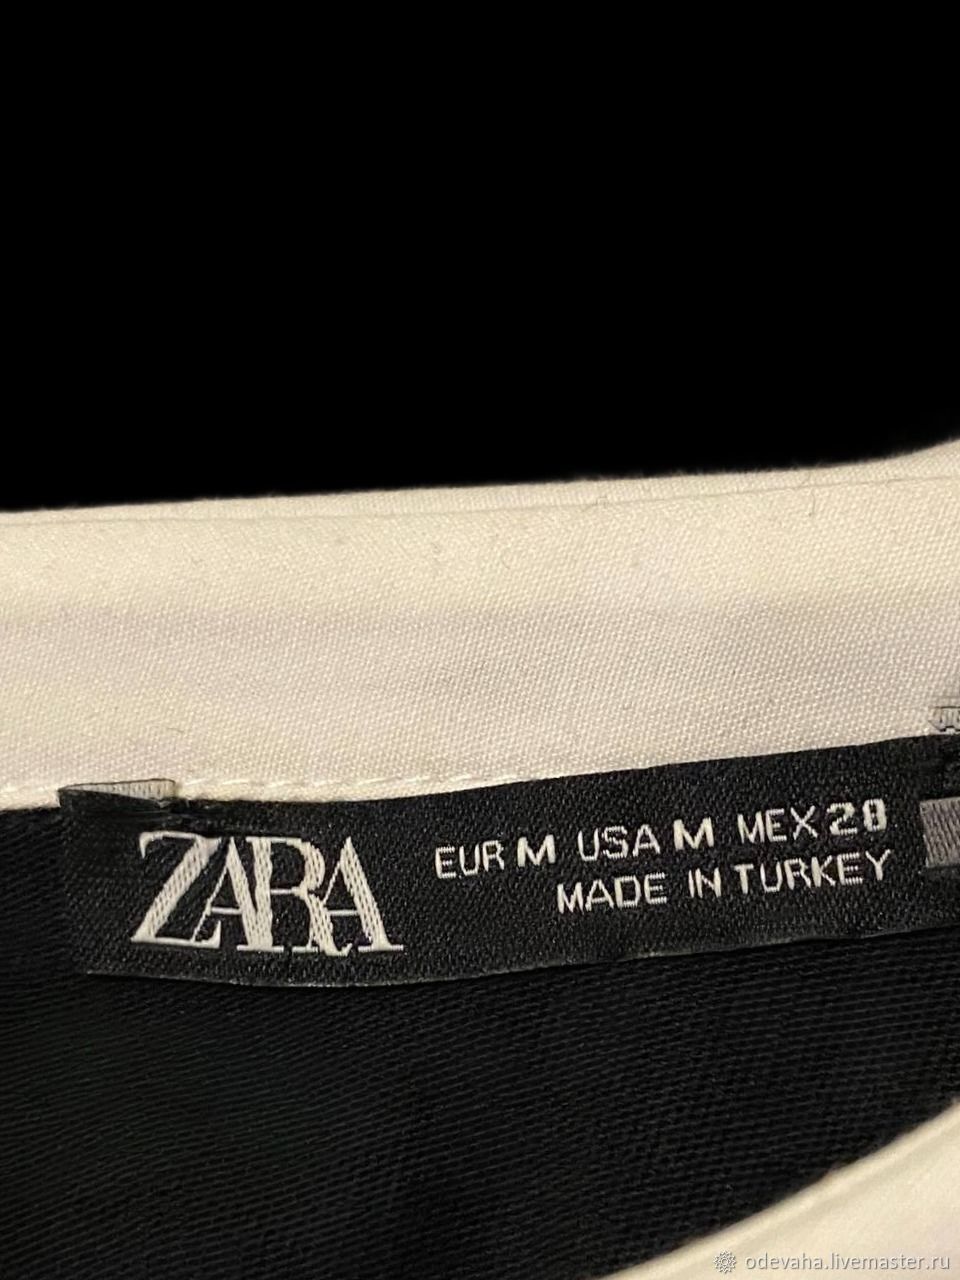 ZARA
EUR M USA M MEX 28
MADE IN TURKEY
odevaha.livemaster.ru